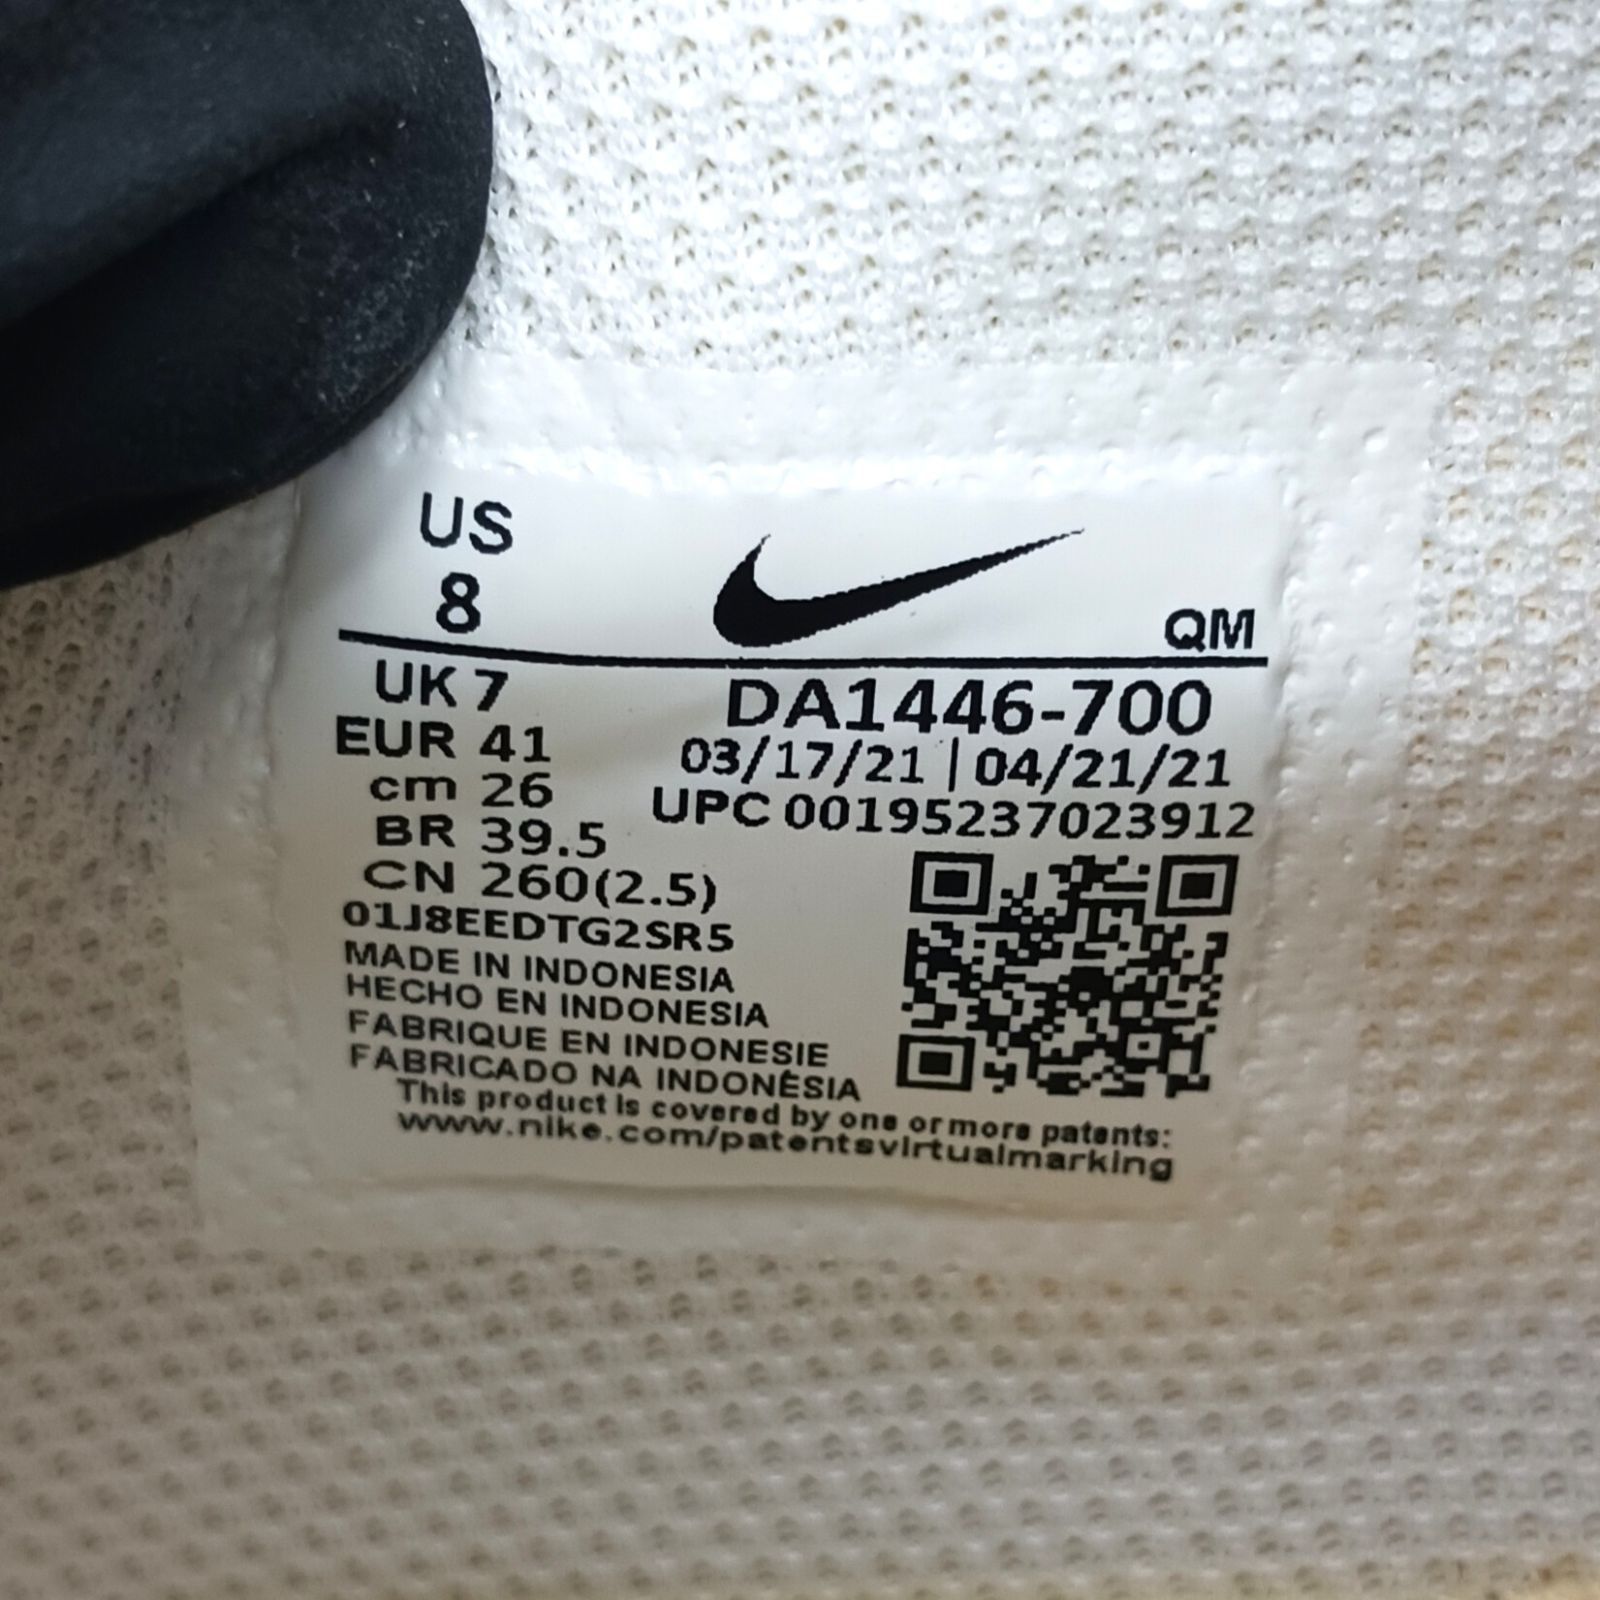 US
8
QM
UK 7
EUR 41
cm 26
BR 39.5
CN 260(2.5)
DA1446-700
03/17/21 | 04/21/21
UPC 00195237023912
01J8EEDTG2SR5
MADE IN INDONESIA
HECHO EN INDONESIA
FABRIQUE EN INDONESIE
FABRICADO NA INDONÉSIA
This product is covered by one or more patents:
www.nike.com/patentsvirtualmarking